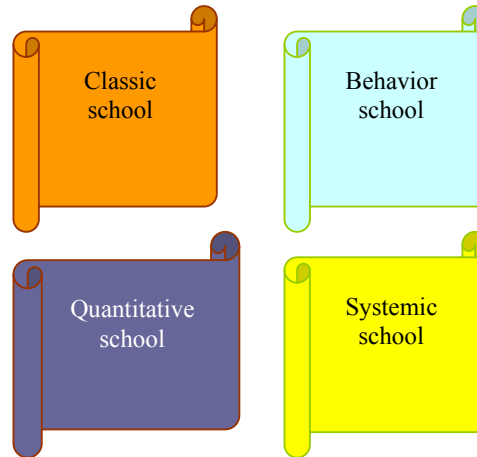 Classic
school
Behavior
school
Quantitative
school
Systemic
school